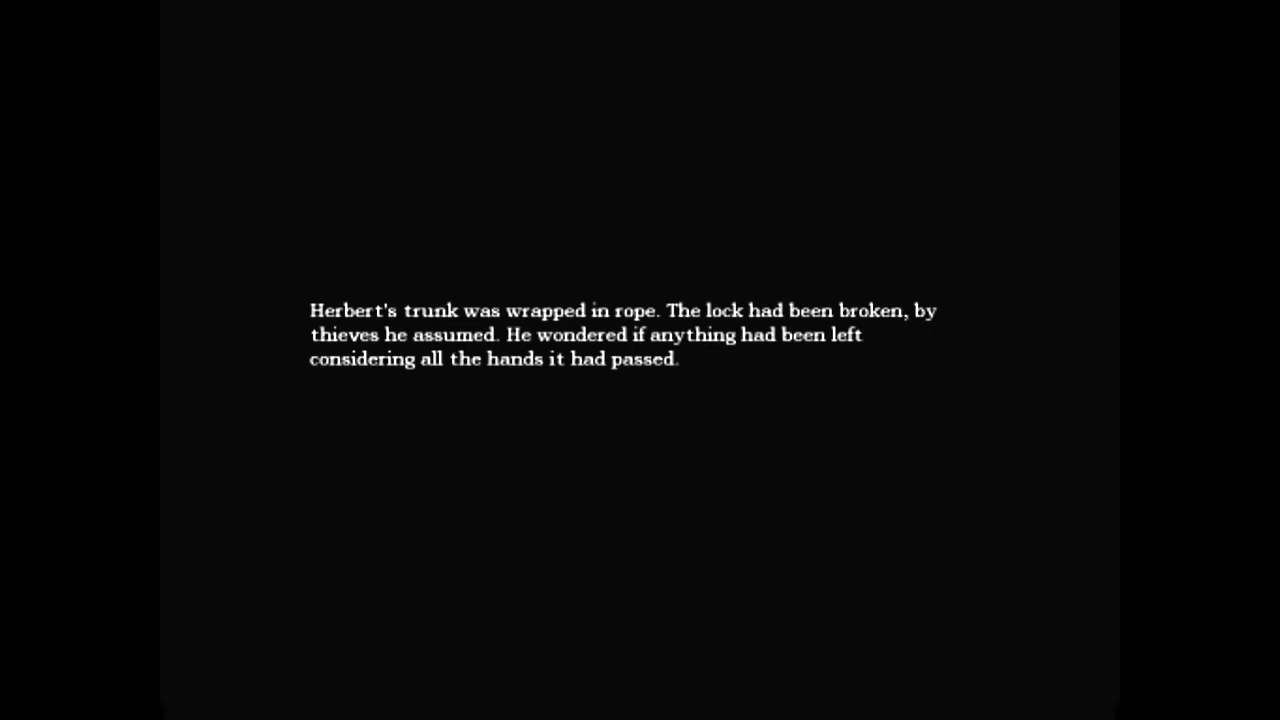 Herbert's trunk was wrapped in rope. The lock had been broken, by
thieves he assumed. He wondered if anything had been left
considering all the hands it had passed.